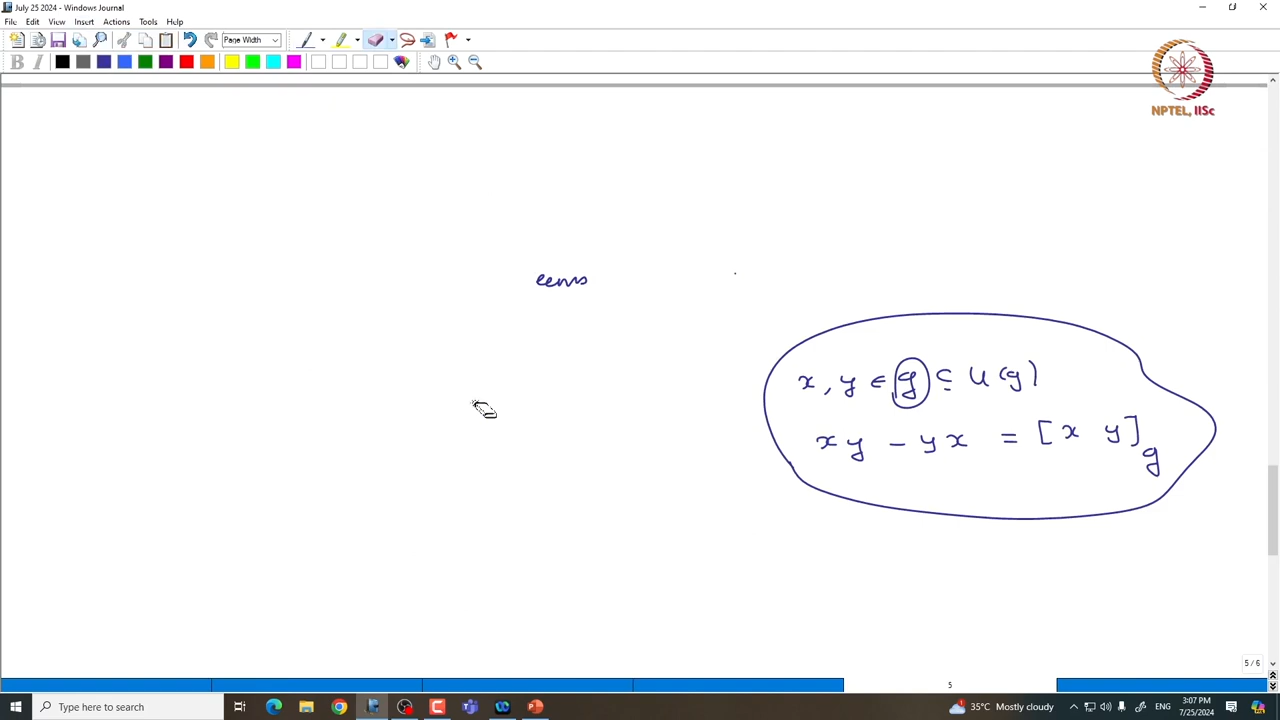 July 25 2024 - Windows Journal
File Edit View Insert Actions Tools Help
Page Width
B I
NPTEL, IISc
x, y ∈ g ⊆ U(g)
xy - yx = [x y]g
5 / 6
5
Type here to search
35°C Mostly cloudy
ENG
3:07 PM
7/25/2024